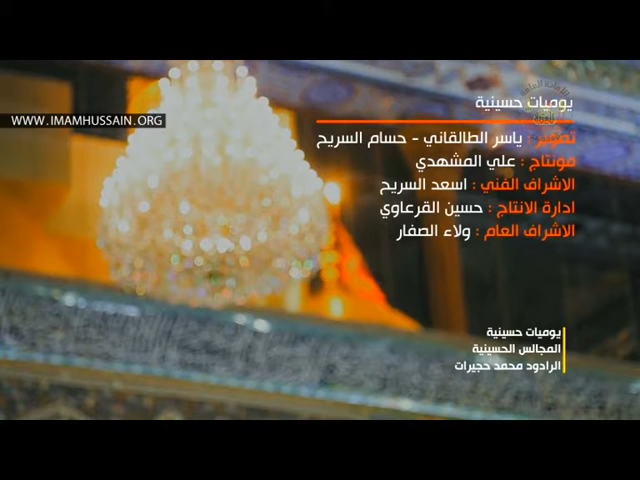 يوميات حسينية
WWW.IMAMHUSSAIN.ORG
تصوير : ياسر الطالقاني - حسام السريح
مونتاج : علي المشهدي
الاشراف الفني : اسعد السريح
ادارة الانتاج : حسين القرعاوي
الاشراف العام : ولاء الصفار
يوميات حسينية
المجالس الحسينية
الرادود محمد حجيرات